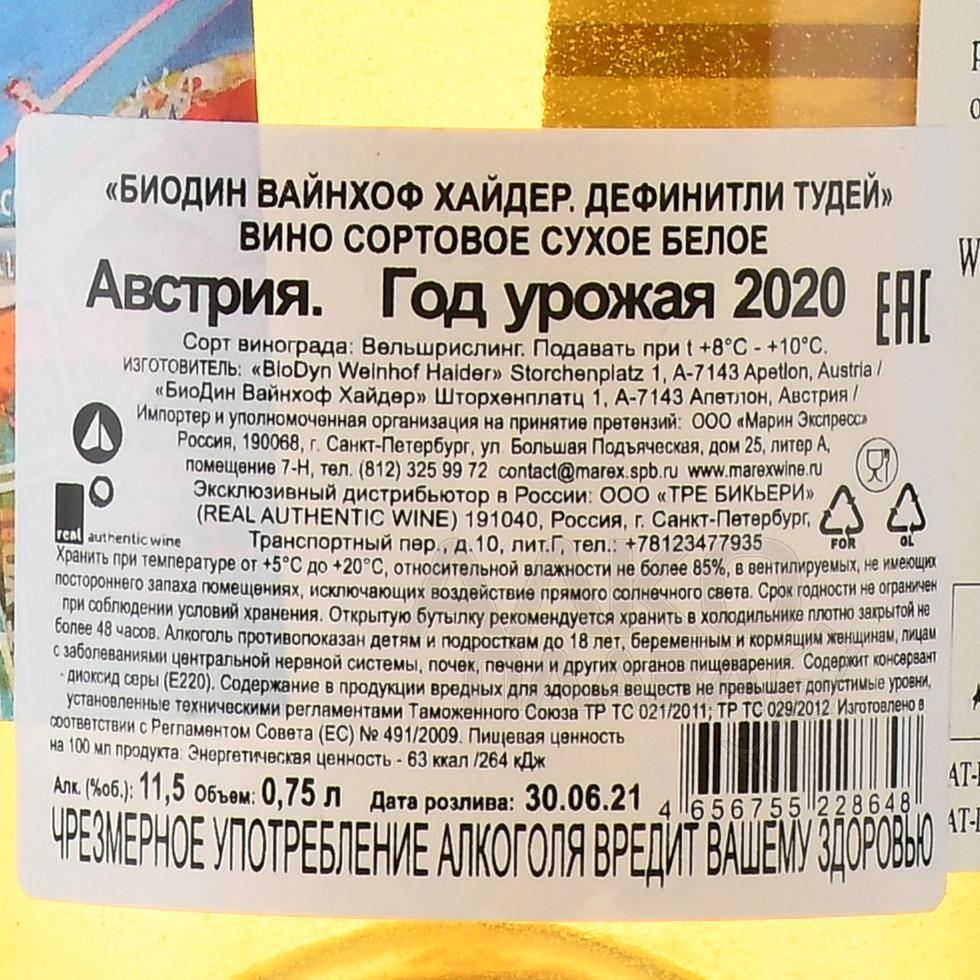 «БИОДИН ВАЙНХОФ ХАЙДЕР. ДЕФИНИТЛИ ТУДЕЙ»
ВИНО СОРТОВОЕ СУХОЕ БЕЛОЕ
Австрия. Год урожая 2020
EAC
Сорт винограда: Вельшрислинг. Подавать при t +8°C - +10°C.
ИЗГОТОВИТЕЛЬ: «BioDyn Weinhof Haider» Storchenplatz 1, A-7143 Apetlon, Austria /
«БиоДин Вайнхоф Хайдер» Шторхенплатц 1, А-7143 Апетлон, Австрия /
Импортер и уполномоченная организация на принятие претензий: ООО «Марин Экспресс»
Россия, 190068, г. Санкт-Петербург, ул. Большая Подъяческая, дом 25, литер А,
помещение 7-Н, тел. (812) 325 99 72 contact@marex.spb.ru www.marexwine.ru
Эксклюзивный дистрибьютор в России: ООО «ТРЕ БИКЬЕРИ»
(REAL AUTHENTIC WINE) 191040, Россия, г. Санкт-Петербург,
real authentic wine
Транспортный пер., д.10, лит.Г, тел.: +78123477935
FOR
GL
Хранить при температуре от +5°C до +20°C, относительной влажности не более 85%, в вентилируемых, не имеющих
постороннего запаха помещениях, исключающих воздействие прямого солнечного света. Срок годности не ограничен
при соблюдении условий хранения. Открытую бутылку рекомендуется хранить в холодильнике плотно закрытой не
более 48 часов. Алкоголь противопоказан детям и подросткам до 18 лет, беременным и кормящим женщинам, лицам
с заболеваниями центральной нервной системы, почек, печени и других органов пищеварения. Содержит консервант
- диоксид серы (E220). Содержание в продукции вредных для здоровья веществ не превышает допустимые уровни,
установленные техническими регламентами Таможенного Союза ТР ТС 021/2011; ТР ТС 029/2012 Изготовлено в
соответствии с Регламентом Совета (ЕС) № 491/2009. Пищевая ценность
на 100 мл продукта: Энергетическая ценность - 63 ккал /264 кДж
Алк. (%об.): 11,5 Объем: 0,75 л Дата розлива: 30.06.21
4 656755 228648
ЧРЕЗМЕРНОЕ УПОТРЕБЛЕНИЕ АЛКОГОЛЯ ВРЕДИТ ВАШЕМУ ЗДОРОВЬЮ